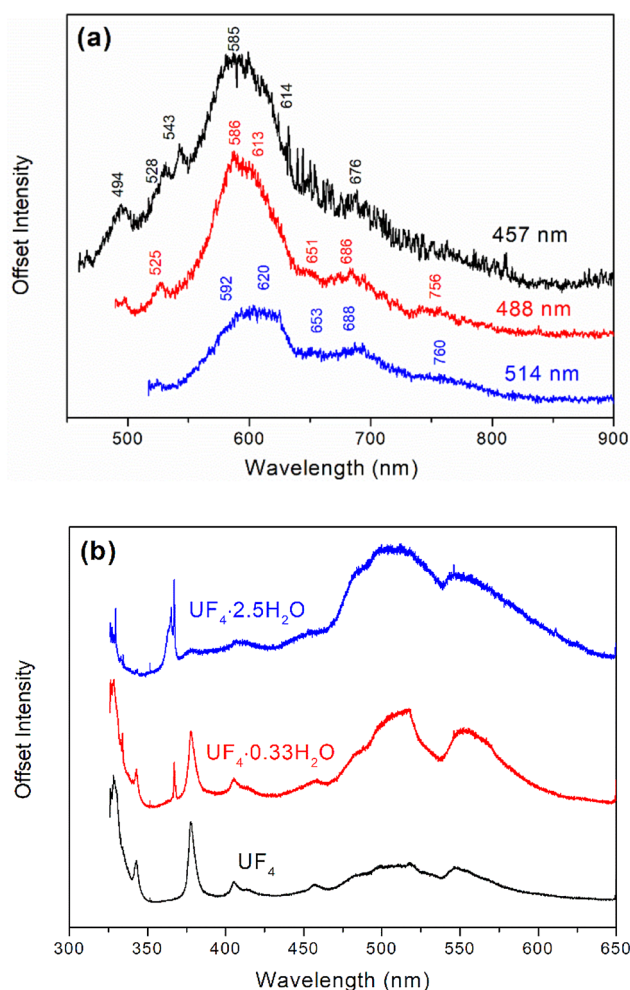 (a)
585
614
543
586
613
528
494
676
525
651
686
457 nm
592
620
756
488 nm
653
688
760
514 nm
Offset Intensity
500 600 700 800 900
Wavelength (nm)
(b)
UF₄·2.5H₂O
UF₄·0.33H₂O
UF₄
Offset Intensity
300 350 400 450 500 550 600 650
Wavelength (nm)